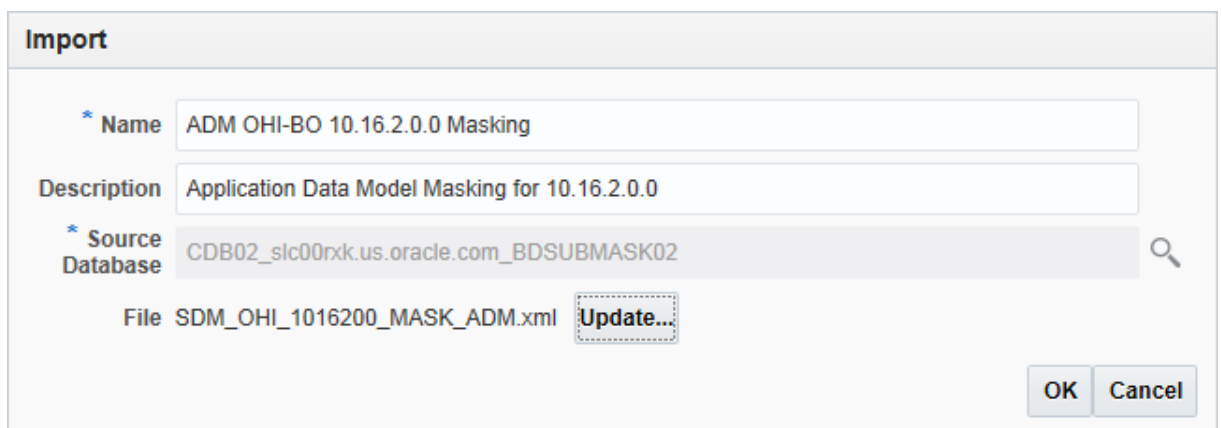 Import
* Name ADM OHI-BO 10.16.2.0.0 Masking
Description Application Data Model Masking for 10.16.2.0.0
* Source
Database CDB02_slc00rxk.us.oracle.com_BDSUBMASK02
File SDM_OHI_1016200_MASK_ADM.xml Update...
OK Cancel